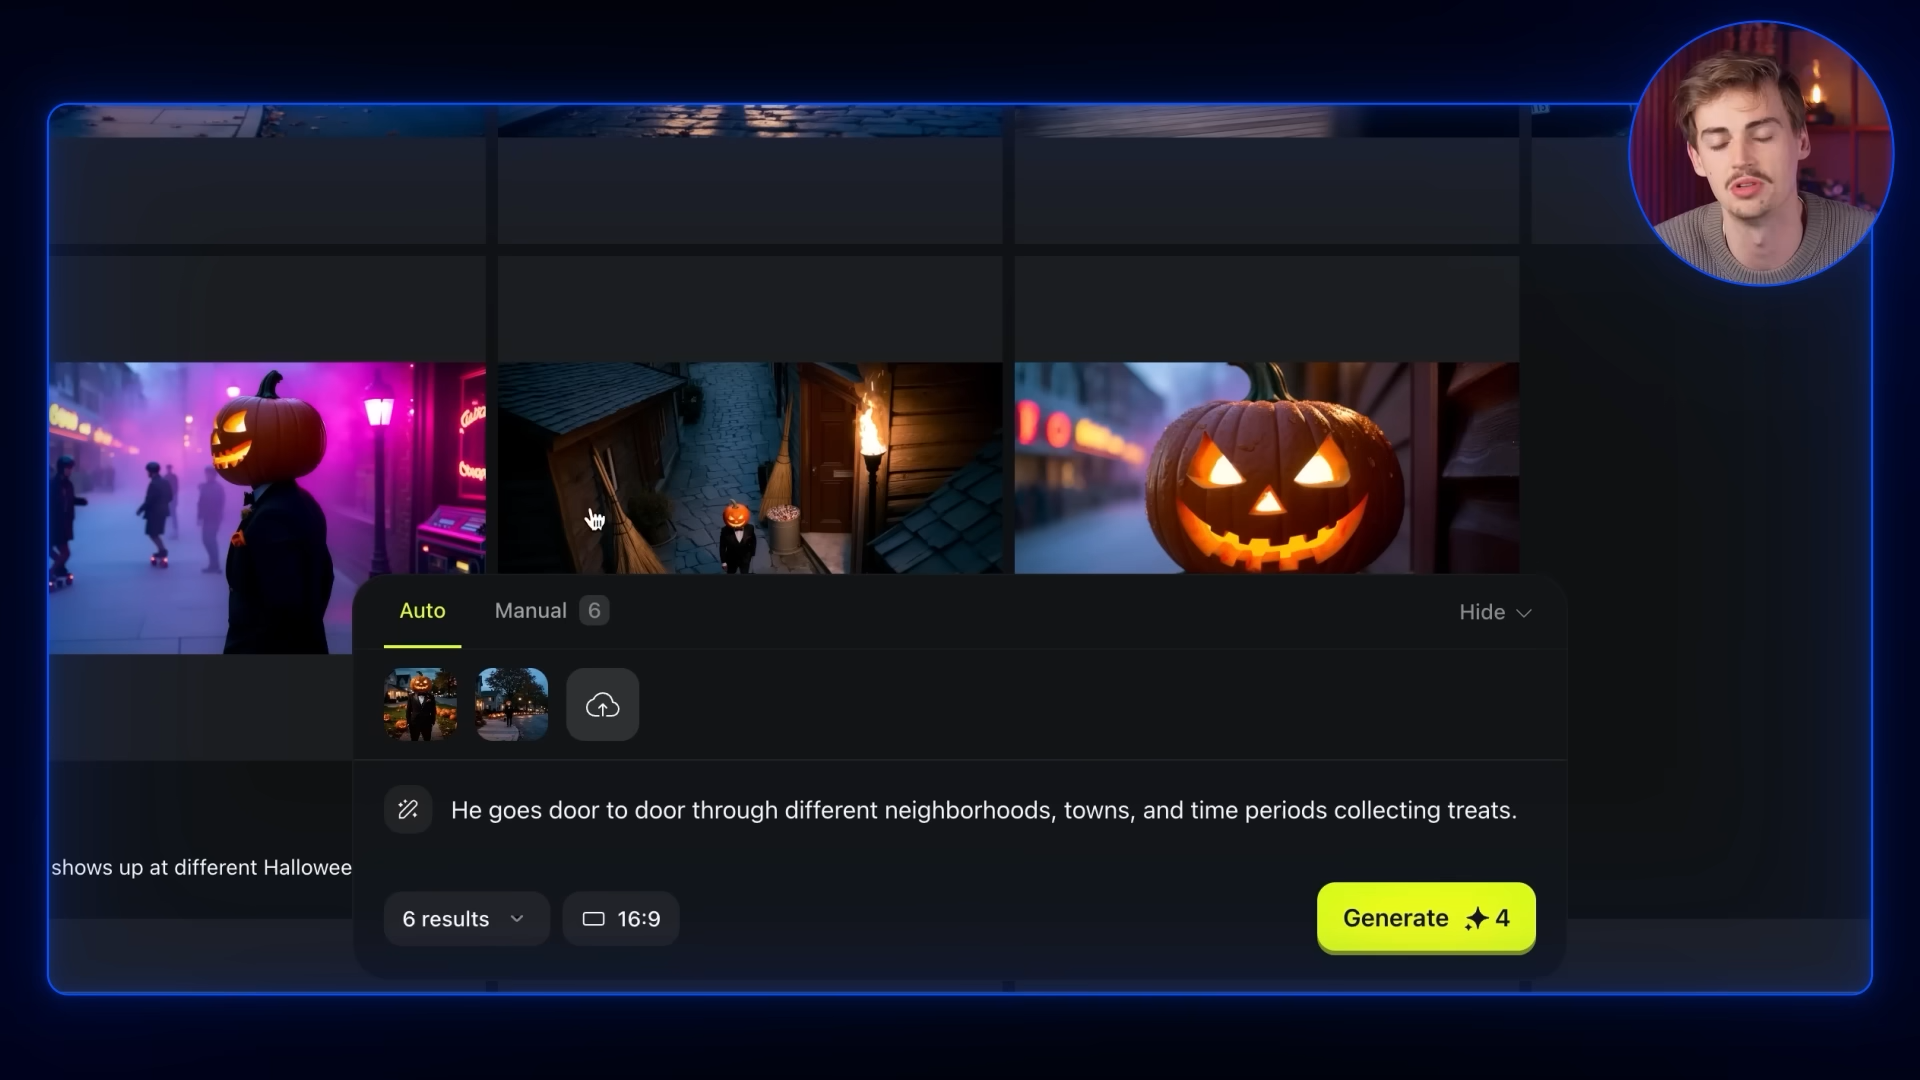 Auto
Manual 6
Hide
He goes door to door through different neighborhoods, towns, and time periods collecting treats.
shows up at different Hallowee
6 results
16:9
Generate 4